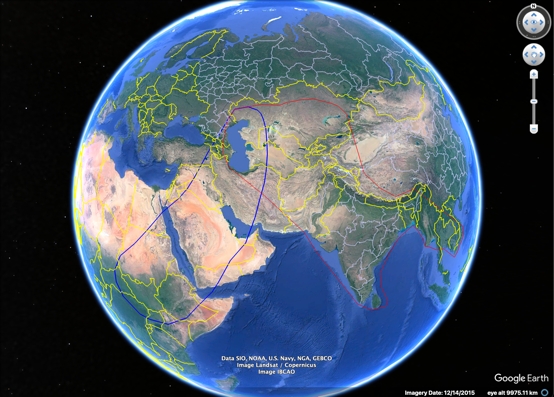 N
Data SIO, NOAA, U.S. Navy, NGA, GEBCO
Image Landsat / Copernicus
Image IBCAO
Google Earth
Imagery Date: 12/14/2015 eye alt 9975.11 km